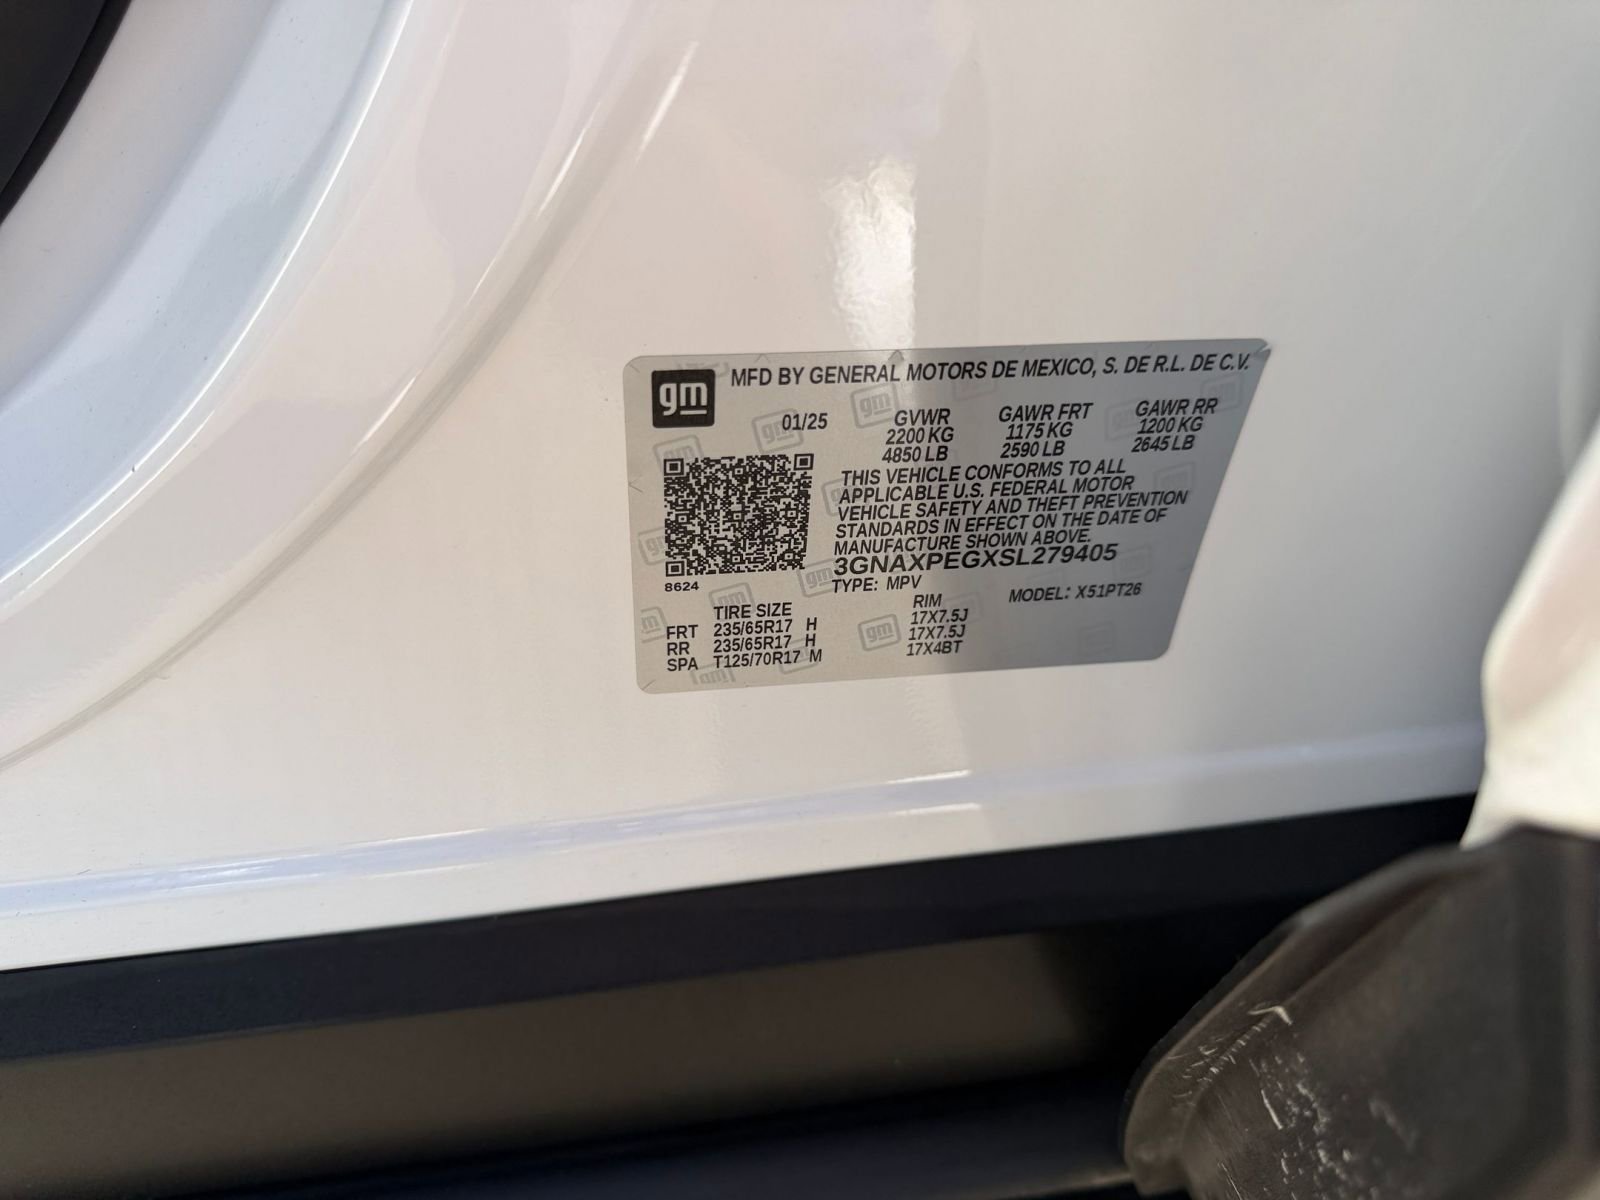 gm MFD BY GENERAL MOTORS DE MEXICO, S. DE R.L. DE C.V.
01/25 GVWR GAWR FRT GAWR RR
2200 KG 1175 KG 1200 KG
4850 LB 2590 LB 2645 LB
THIS VEHICLE CONFORMS TO ALL
APPLICABLE U.S. FEDERAL MOTOR
VEHICLE SAFETY AND THEFT PREVENTION
STANDARDS IN EFFECT ON THE DATE OF
MANUFACTURE SHOWN ABOVE.
3GNAXPEGXSL279405
8624 TYPE: MPV MODEL: X51PT26
TIRE SIZE RIM
FRT 235/65R17 H 17X7.5J
RR 235/65R17 H 17X7.5J
SPA T125/70R17 M 17X4BT